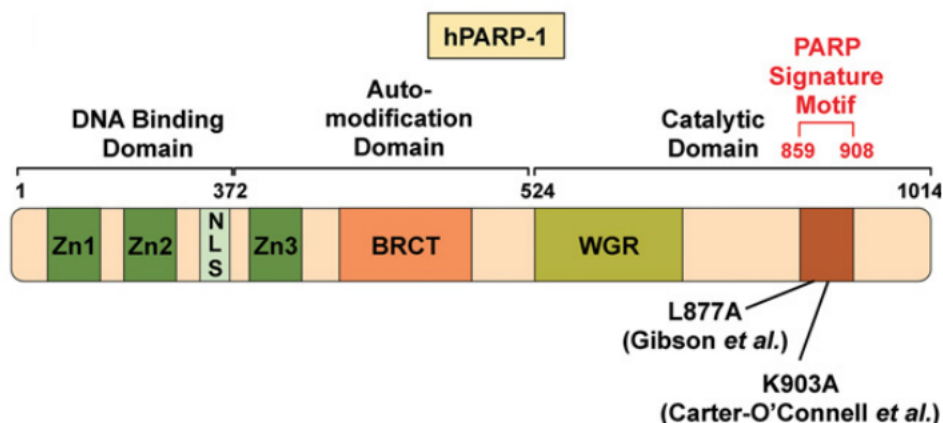 hPARP-1
PARP
Signature
Motif
859 908
Auto-
modification
Domain
DNA Binding
Domain
Catalytic
Domain
1 372 524 1014
Zn1 Zn2 NLS Zn3 BRCT WGR
L877A
(Gibson et al.)
K903A
(Carter-O'Connell et al.)